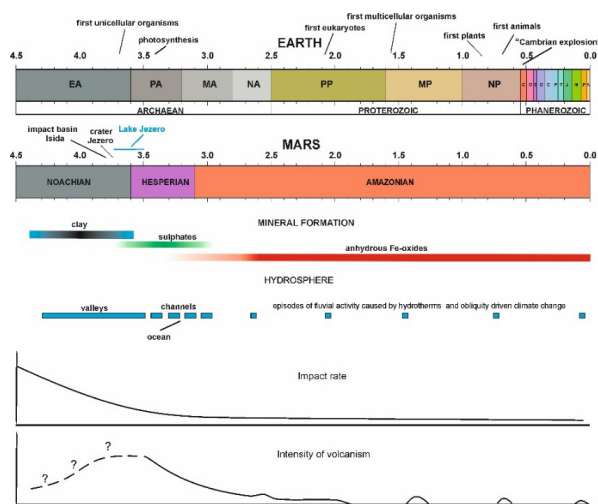 first unicellular organisms
photosynthesis
first eukaryotes
first multicellular organisms
first plants
first animals
"Cambrian explosion
EARTH
4.5 4.0 3.5 3.0 2.5 2.0 1.5 1.0 0.5 0.0
EA PA MA NA PP MP NP
ARCHAEAN PROTEROZOIC PHANEROZOIC
MARS
impact basin
Isida
crater
Jezero
Lake Jezero
4.5 4.0 3.5 3.0 2.5 2.0 1.5 1.0 0.5 0.0
NOACHIAN HESPERIAN AMAZONIAN
MINERAL FORMATION
clay
sulphates
anhydrous Fe-oxides
HYDROSPHERE
valleys
channels
ocean
episodes of fluvial activity caused by hydrotherms and obliquity driven climate change
Impact rate
Intensity of volcanism
? ? ?